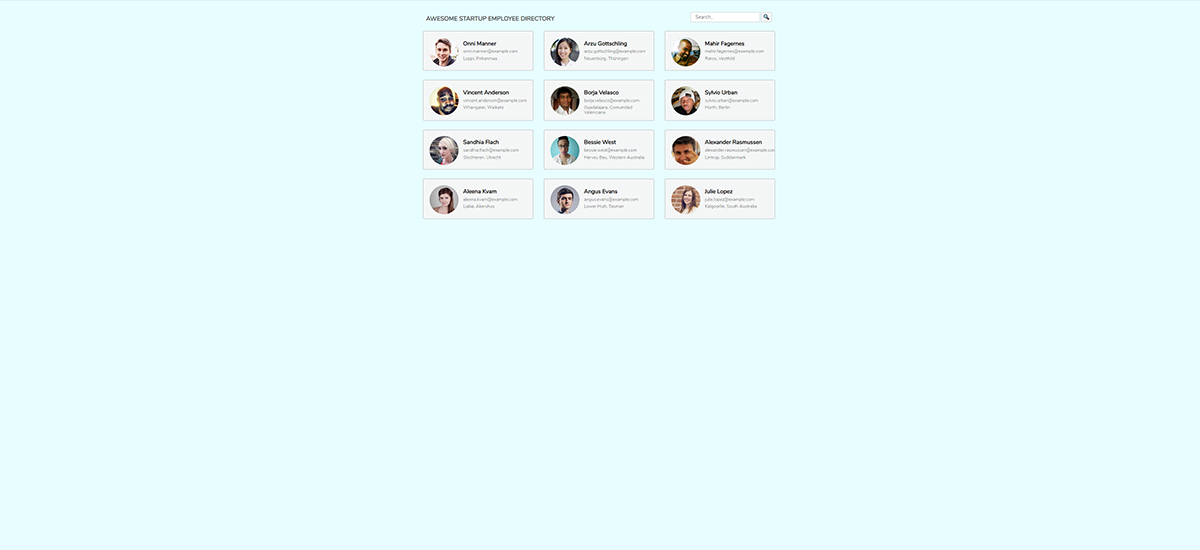 AWESOME STARTUP EMPLOYEE DIRECTORY
Search...
Onni Manner
onni.manner@example.com
Loppi, Pirkanmaa
Arzu Gottschling
arzu.gottschling@example.com
Neuenbürg, Thüringen
Mahir Fagernes
mahir.fagernes@example.com
Røros, Vestfold
Vincent Anderson
vincent.anderson@example.com
Whangarei, Waikato
Borja Velasco
borja.velasco@example.com
Guadalajara, Comunidad
Valenciana
Sylvio Urban
sylvio.urban@example.com
Hürth, Berlin
Sandhia Flach
sandhia.flach@example.com
Slochteren, Utrecht
Bessie West
bessie.west@example.com
Hervey Bay, Western Australia
Alexander Rasmussen
alexander.rasmussen@example.com
Lintrup, Syddanmark
Aleena Kvam
aleena.kvam@example.com
Akershus
Angus Evans
angus.evans@example.com
Lower Hutt, Tasman
Julie Lopez
julie.lopez@example.com
Kalgoorlie, South Australia